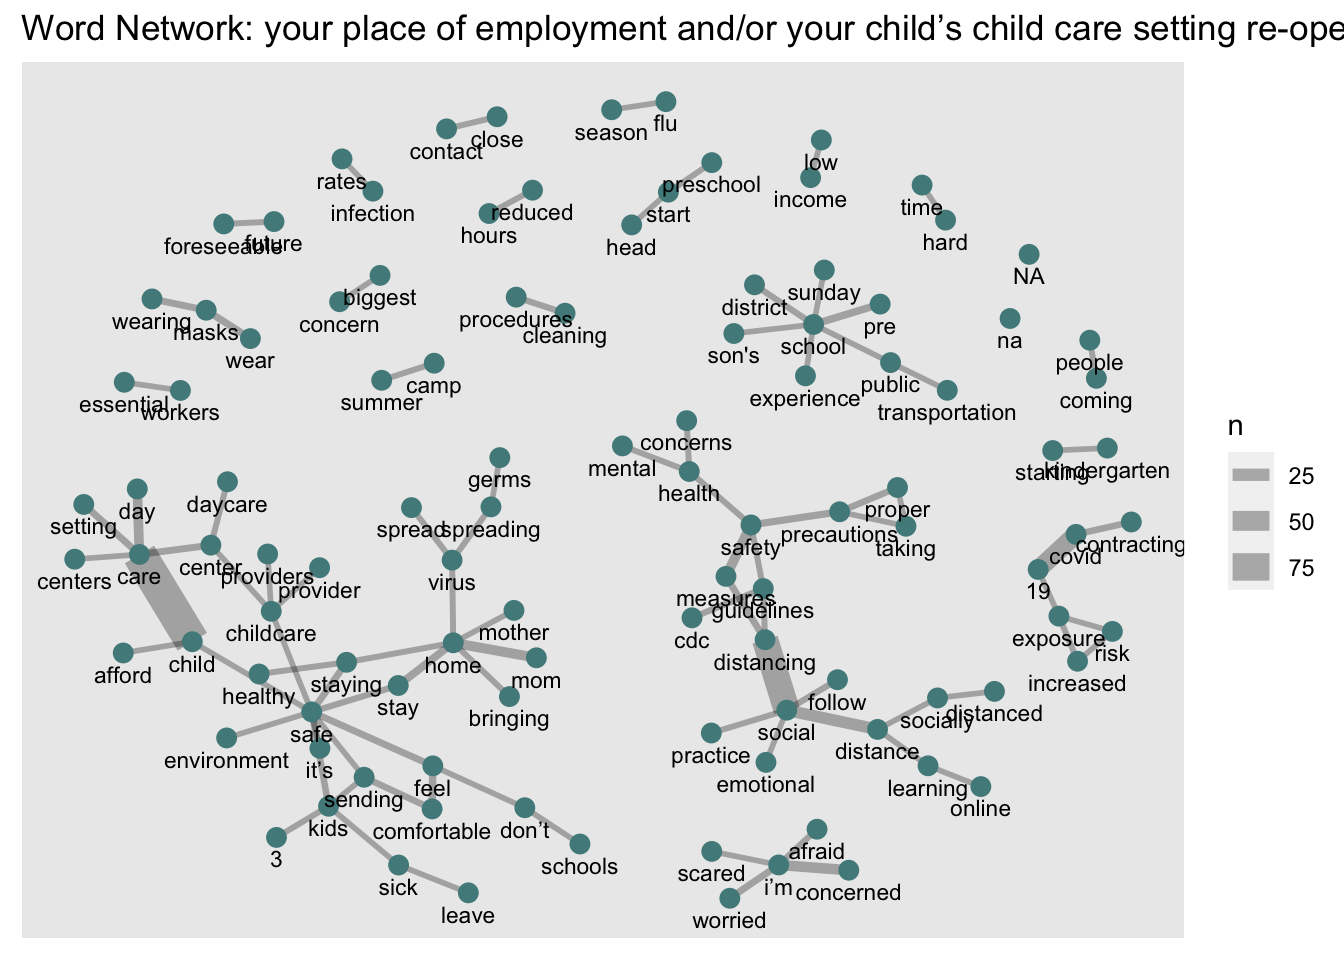 Word Network: your place of employment and/or your child’s child care setting re-ope
season
flu
contact
close
low
rates
preschool
infection
reduced
income
time
start
hours
head
hard
foreseeable
future
NA
biggest
sunday
wearing
concern
procedures
district
pre
masks
cleaning
son's
school
na
wear
people
camp
public
essential
summer
experience
coming
workers
transportation
n
concerns
mental
starting
kindergarten
25
germs
health
50
75
day
daycare
setting
spread
spreading
proper
precautions
safety
taking
contracting
covid
centers
care
center
providers
provider
virus
19
measures
guidelines
childcare
mother
cdc
exposure
risk
child
home
distancing
afford
healthy
staying
mom
increased
stay
bringing
follow
socially
distanced
safe
social
environment
practice
distance
it’s
emotional
feel
learning
sending
online
kids
comfortable
don’t
3
schools
afraid
scared
sick
i’m
concerned
leave
worried